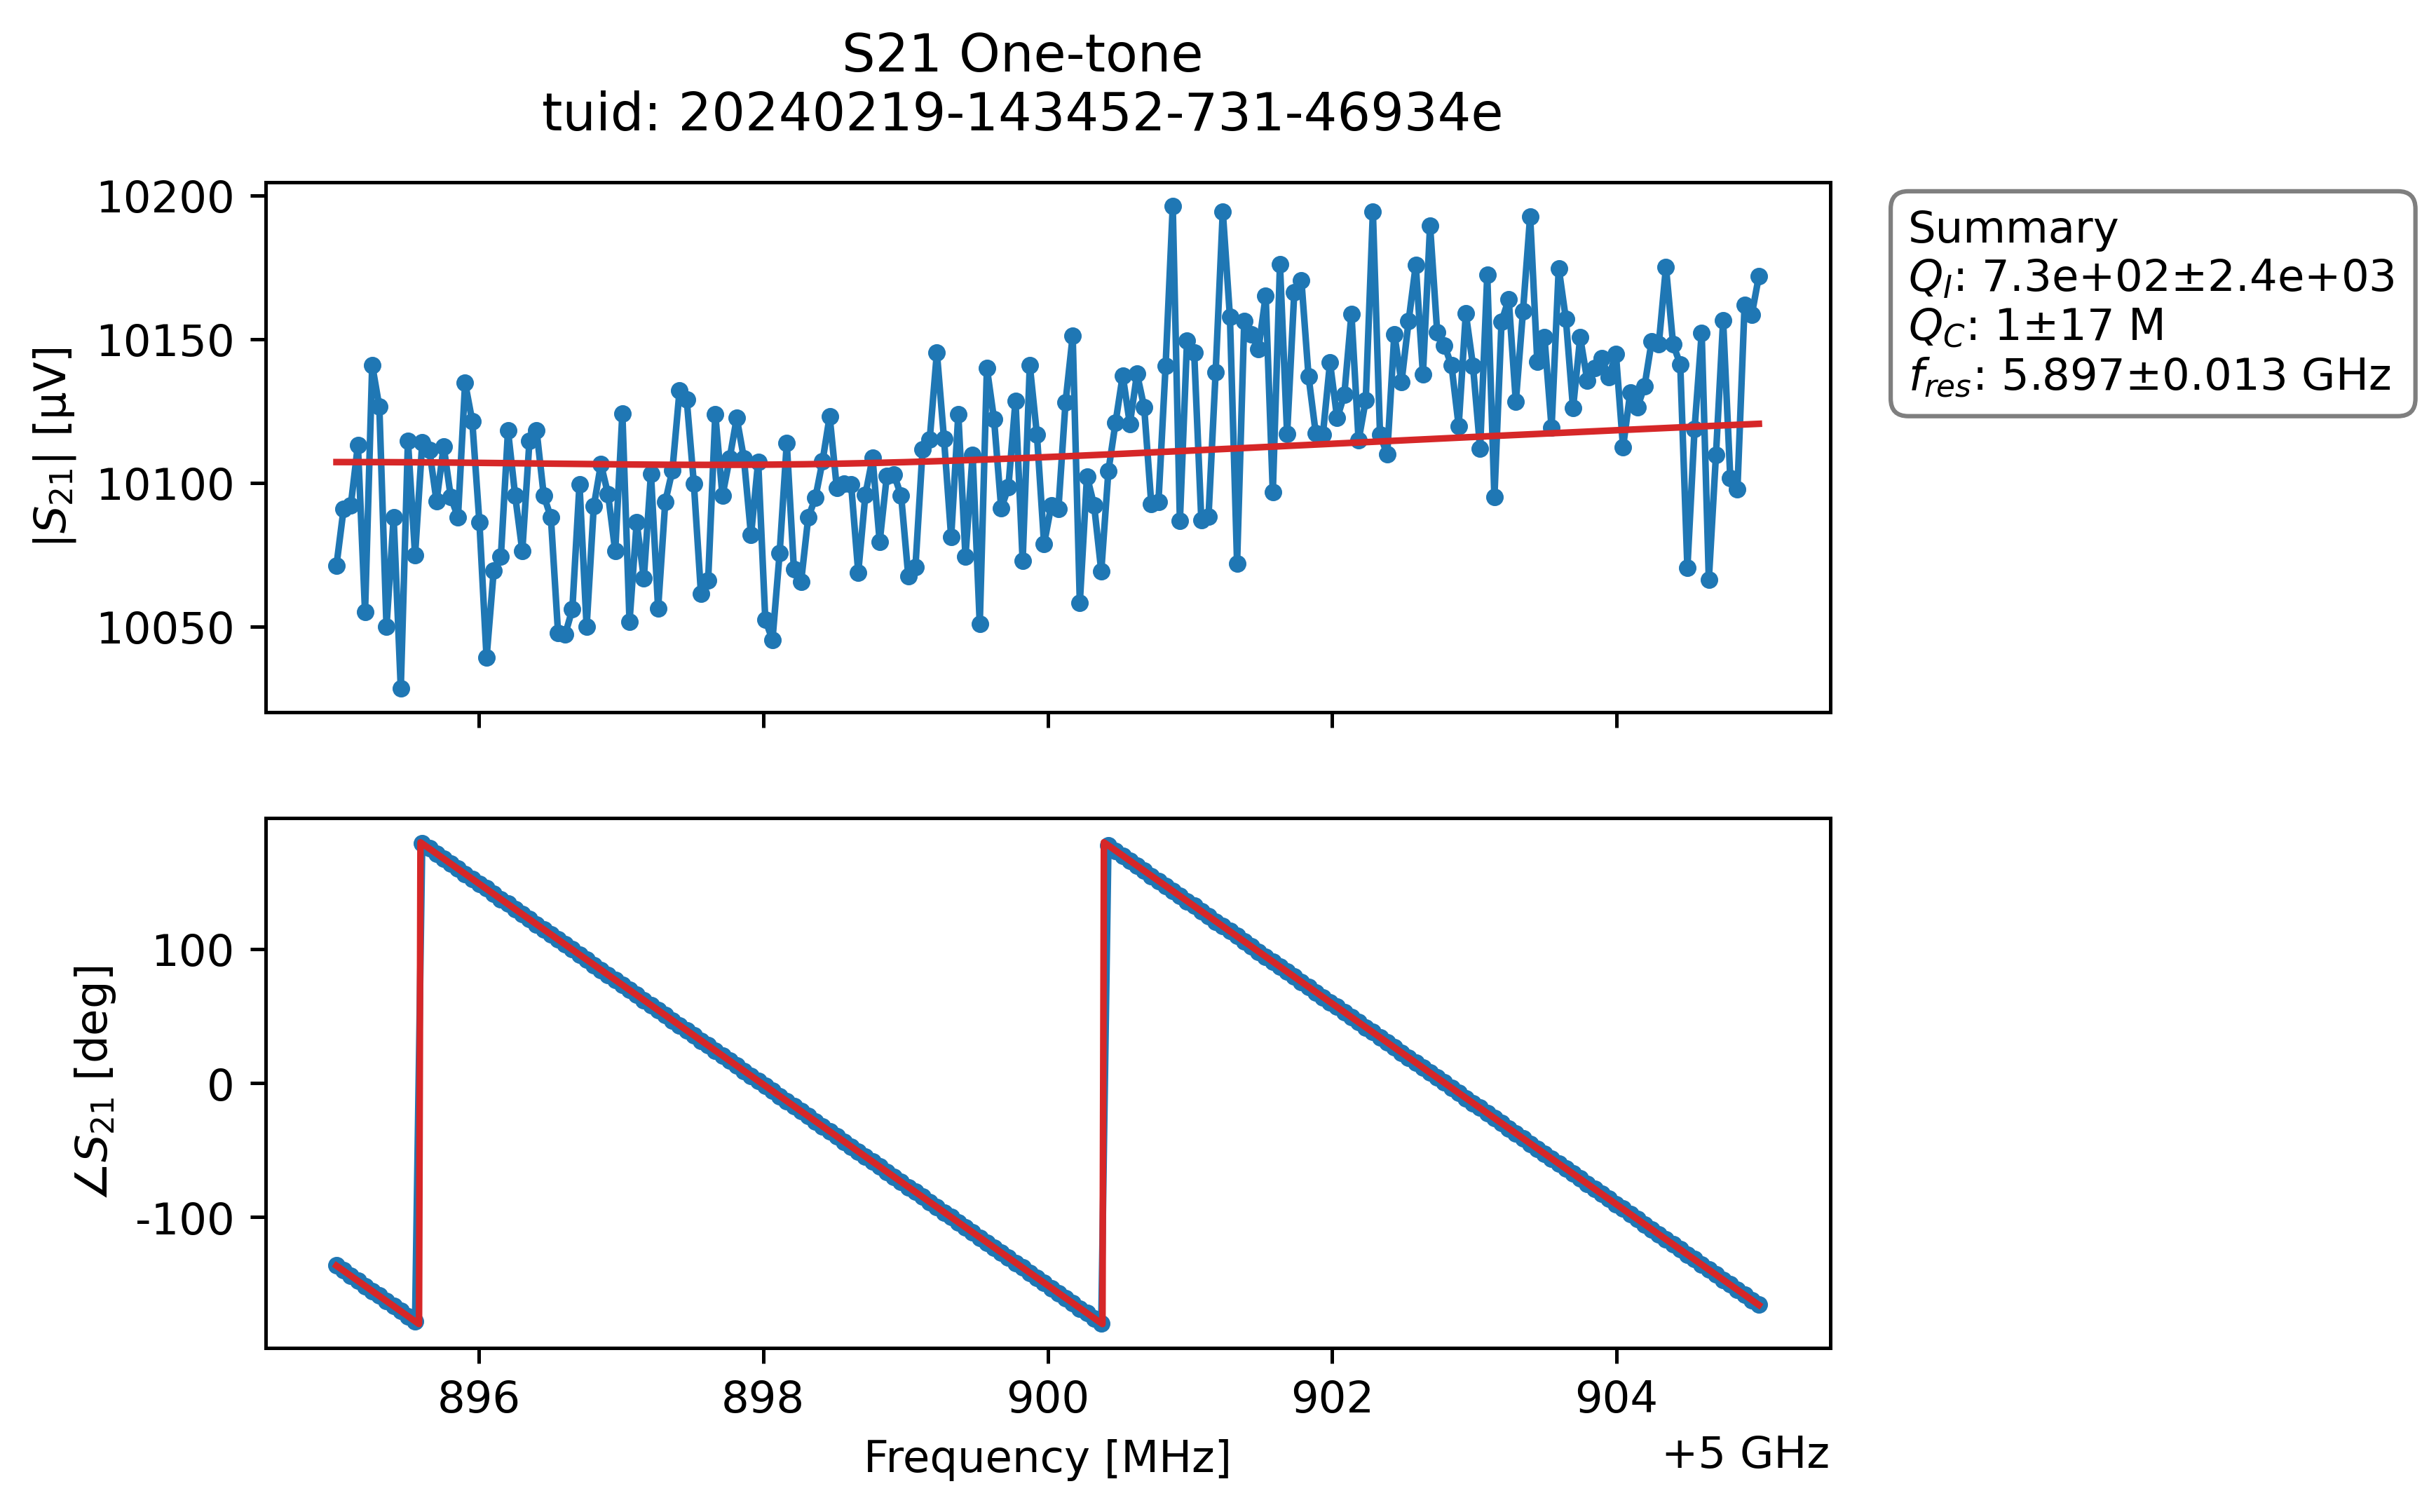 S21 One-tone
tuid: 20240219-143452-731-46934e
10200
10150
10100
10050
|S21| [µV]
Summary
QI: 7.3e+02±2.4e+03
QC: 1±17 M
fres: 5.897±0.013 GHz
100
0
-100
∠S21 [deg]
896 898 900 902 904
Frequency [MHz]
+5 GHz